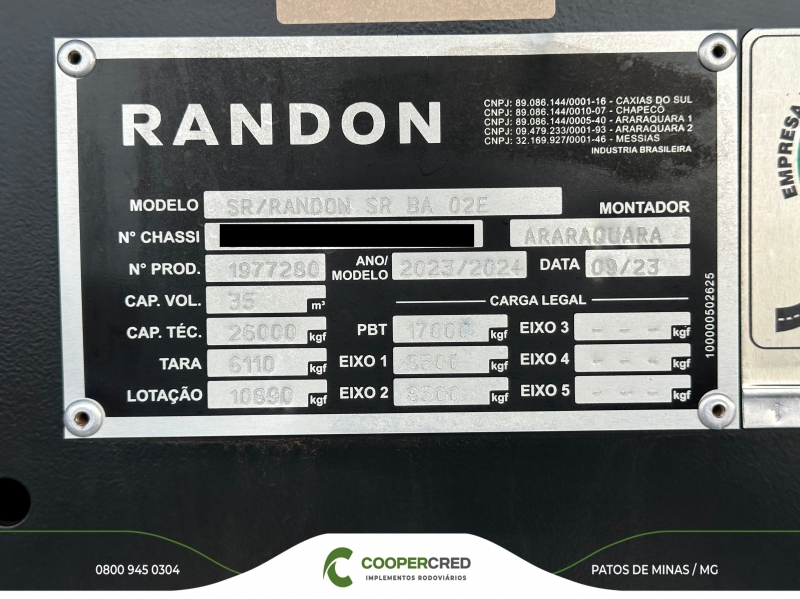 RANDON
CNPJ: 89.086.144/0001-16 - CAXIAS DO SUL
CNPJ: 89.086.144/0010-07 - CHAPECÓ
CNPJ: 89.086.144/0005-40 - ARARAQUARA 1
CNPJ: 09.479.233/0001-93 - ARARAQUARA 2
CNPJ: 32.169.927/0001-46 - MESSIAS
INDUSTRIA BRASILEIRA
MODELO SR/RANDON SR BA 02E MONTADOR
N° CHASSI ARARAQUARA
N° PROD. 1977280 ANO/MODELO 2023/2024 DATA 09/23
CAP. VOL. 35 m³ CARGA LEGAL
CAP. TÉC. 26000 kgf PBT 17000 kgf EIXO 3 - - - kgf
TARA 6110 kgf EIXO 1 8500 kgf EIXO 4 - - - kgf
LOTAÇÃO 10890 kgf EIXO 2 8500 kgf EIXO 5 - - - kgf
100000502625
EMPRESA
0800 945 0304
COOPERCRED
IMPLEMENTOS RODOVIÁRIOS
PATOS DE MINAS / MG